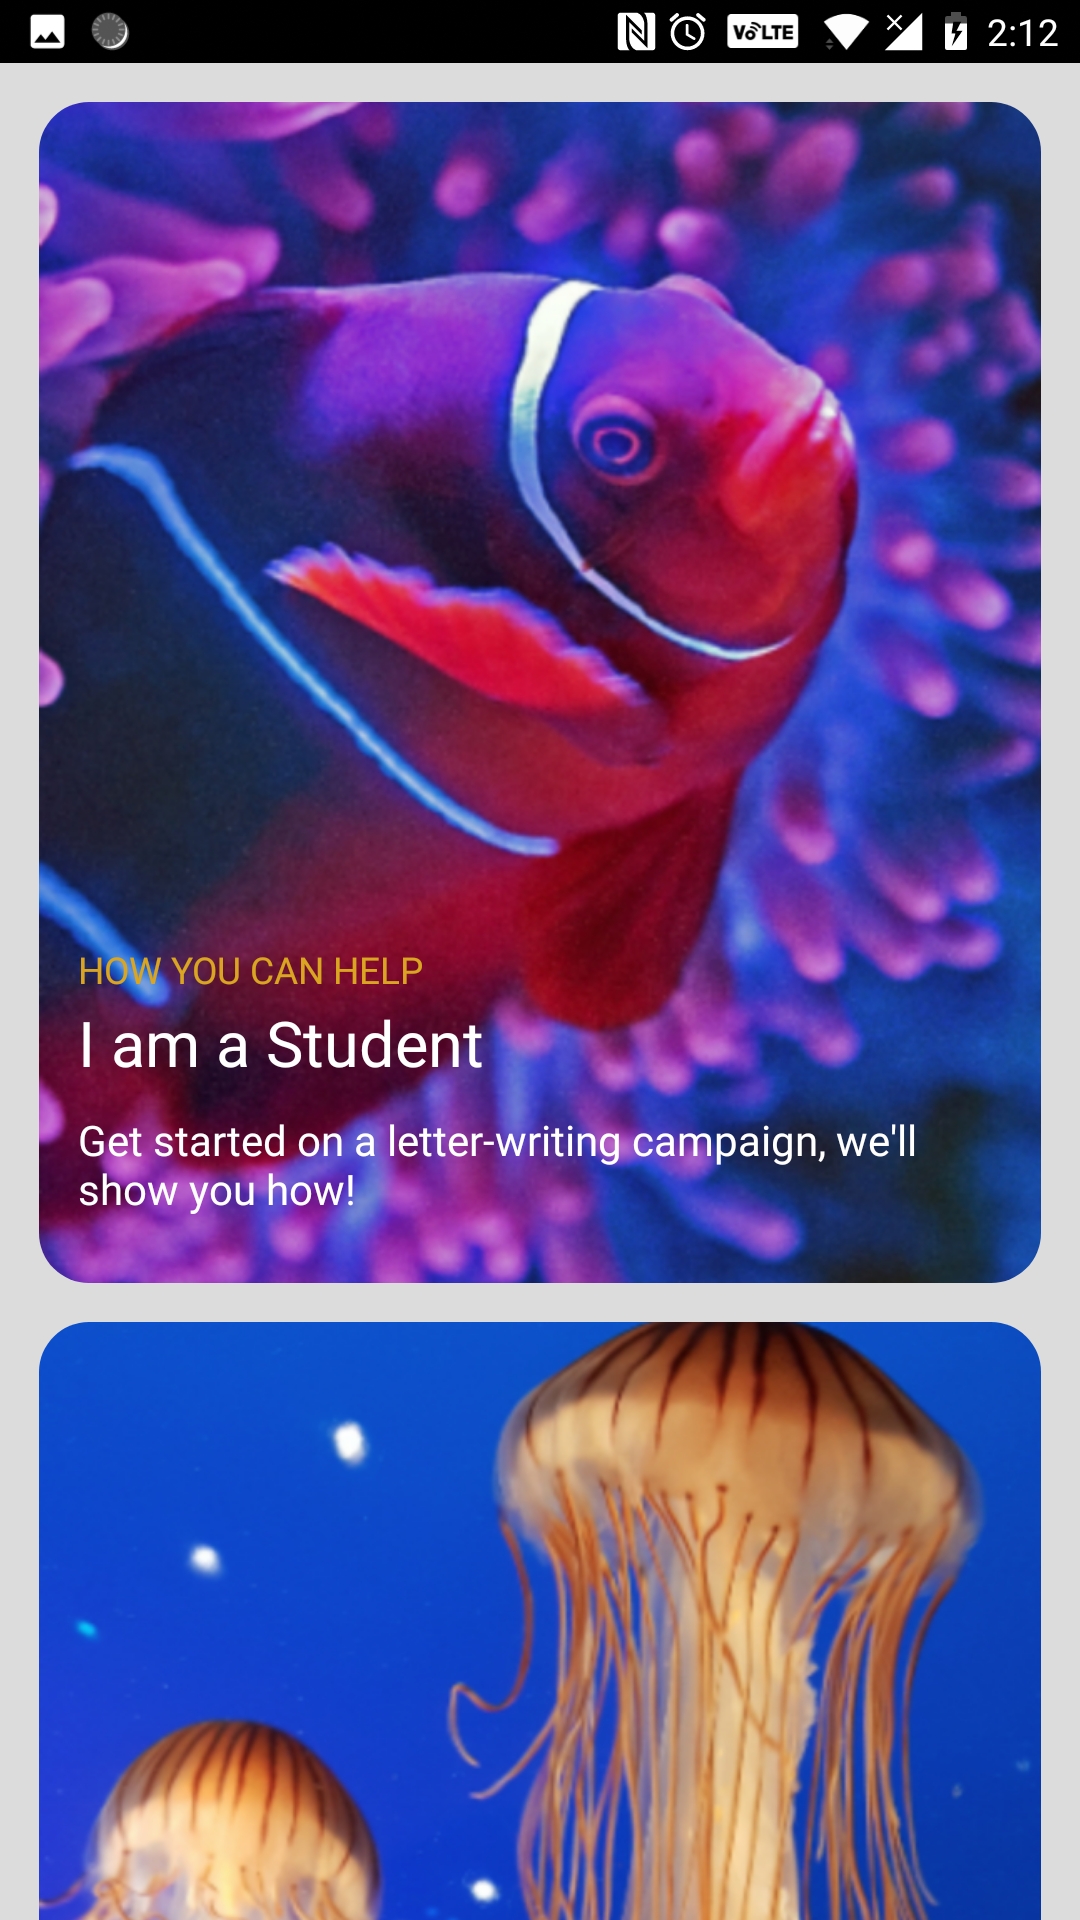 VoLTE 2:12
HOW YOU CAN HELP
I am a Student
Get started on a letter-writing campaign, we'll
show you how!